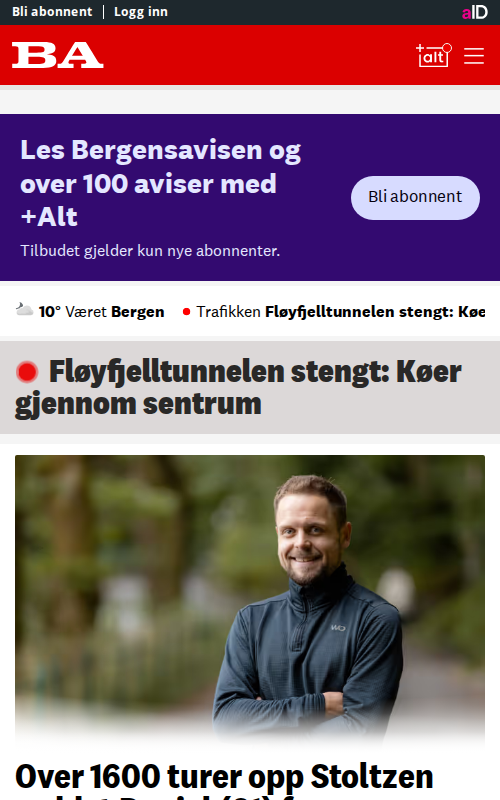 Bli abonnent | Logg inn
aID
BA
+alt
Les Bergensavisen og
over 100 aviser med
+Alt
Bli abonnent
Tilbudet gjelder kun nye abonnenter.
10° Været Bergen
Trafikken Fløyfjelltunnelen stengt: Køe
Fløyfjelltunnelen stengt: Køer
gjennom sentrum
WO
Over 1600 turer opp Stoltzen